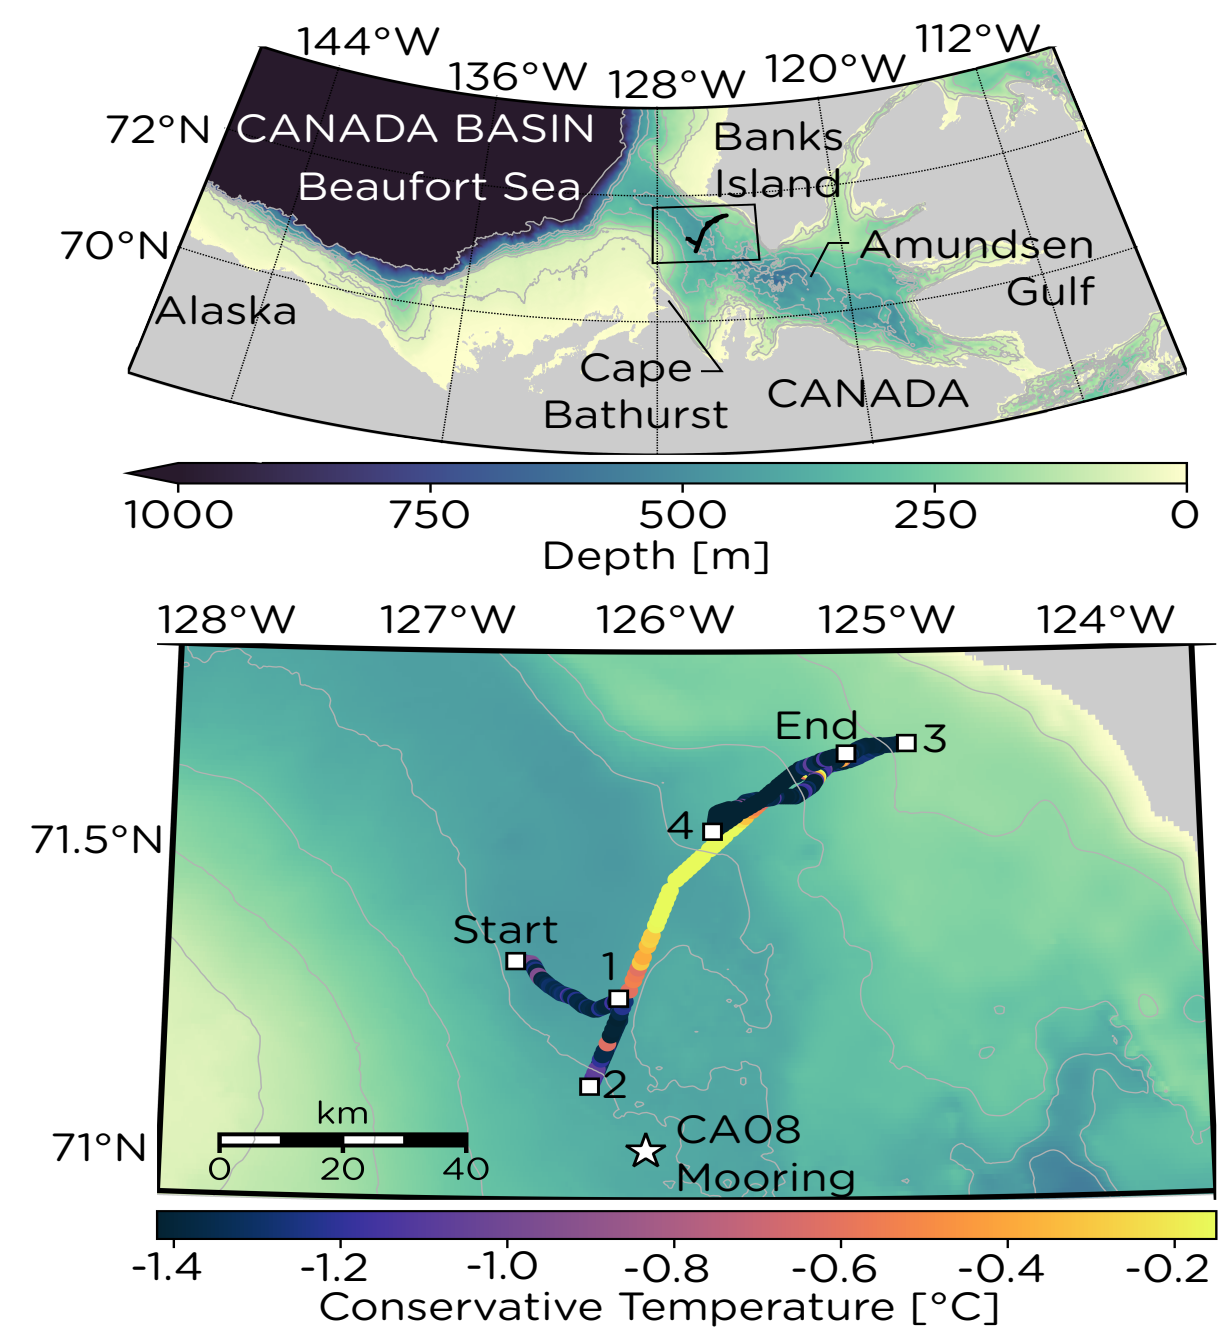 144°W 136°W 128°W 120°W 112°W
72°N
CANADA BASIN
Beaufort Sea
Banks
Island
70°N
Amundsen
Gulf
Alaska
Cape
Bathurst
CANADA
1000 750 500 250 0
Depth [m]
128°W 127°W 126°W 125°W 124°W
End
3
4
71.5°N
Start
1
2
km
0 20 40
CA08
Mooring
71°N
-1.4 -1.2 -1.0 -0.8 -0.6 -0.4 -0.2
Conservative Temperature [°C]